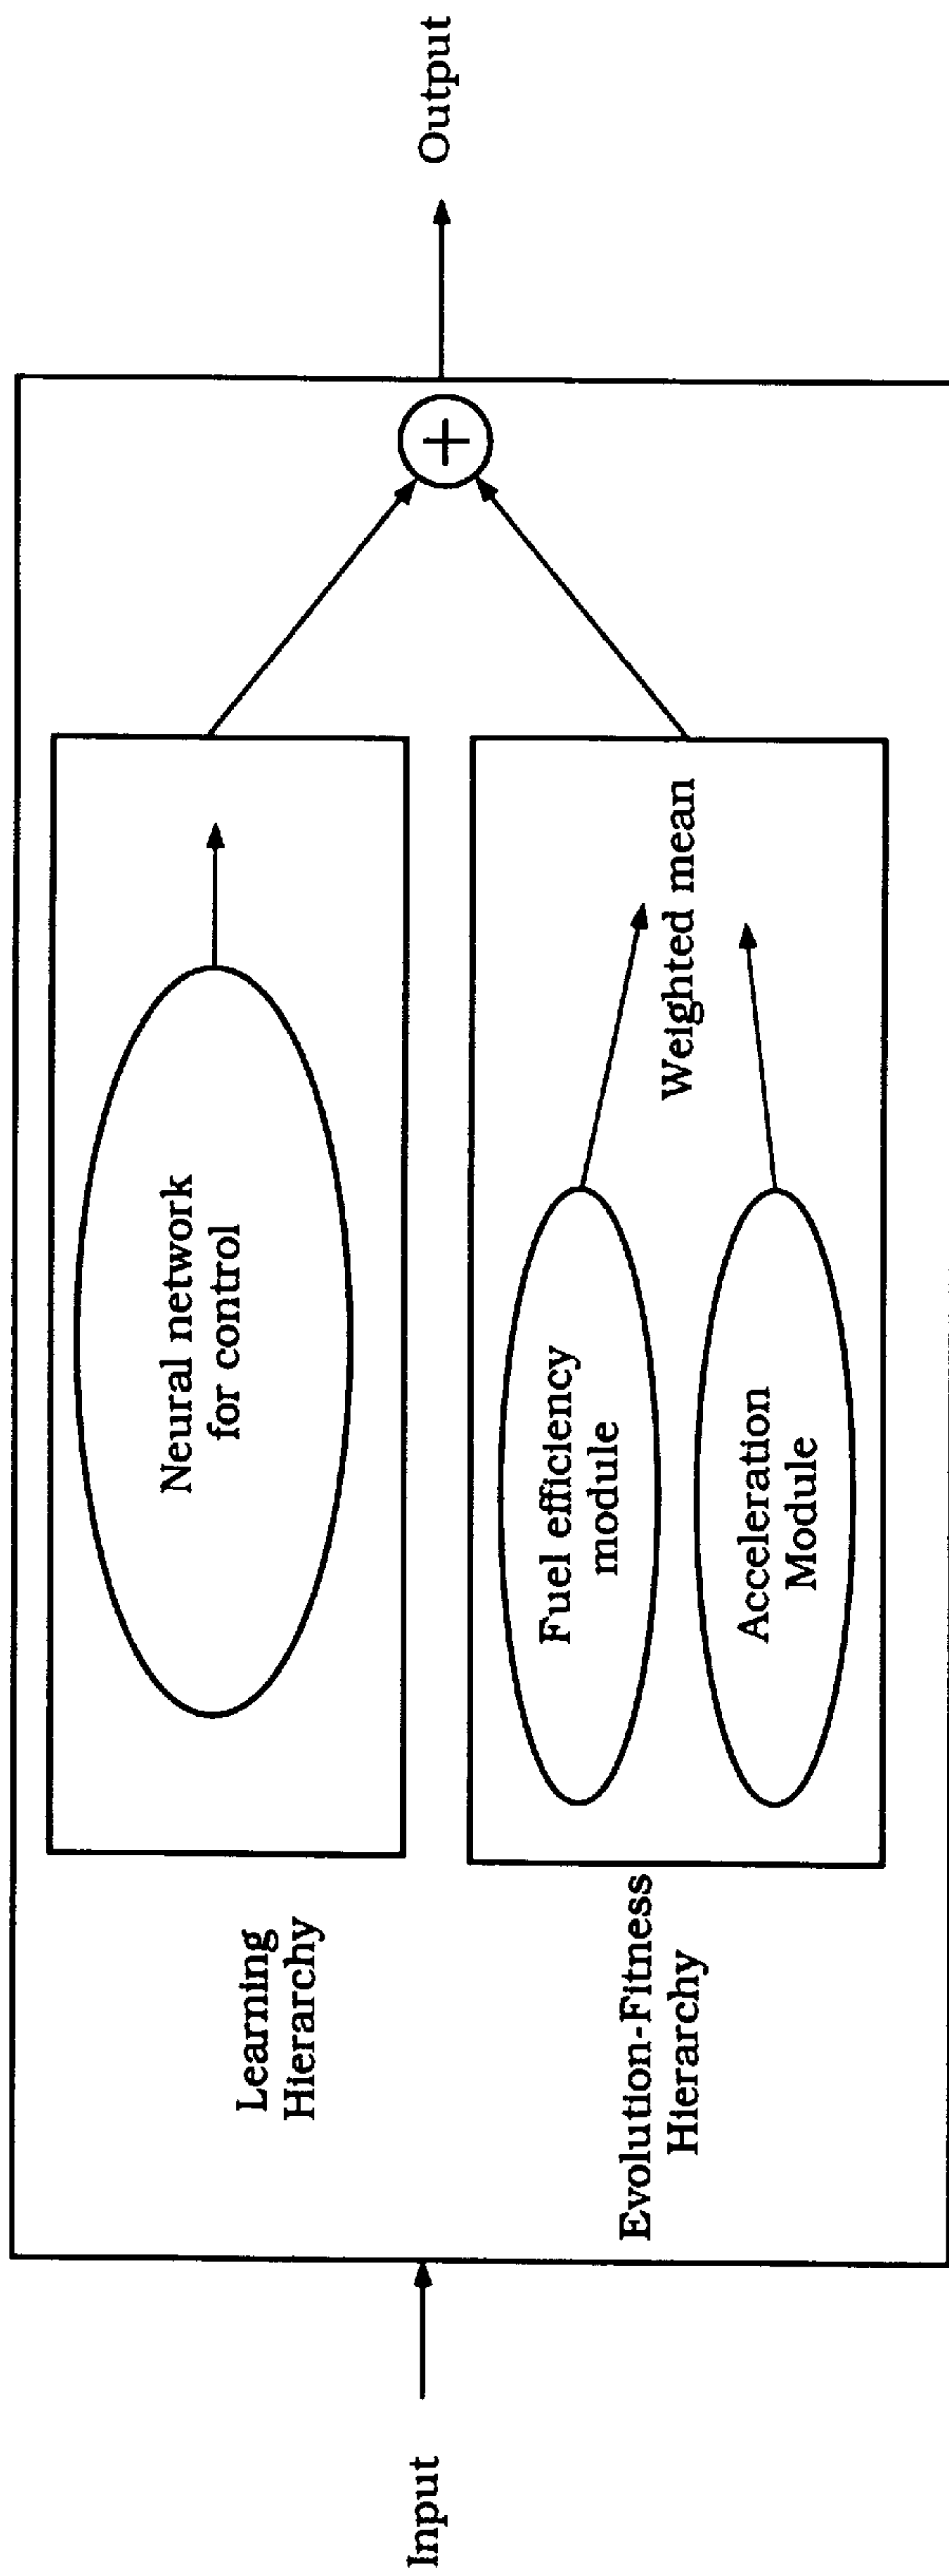 Input
Learning
Hierarchy
Neural network
for control
Evolution-Fitness
Hierarchy
Fuel efficiency
module
Acceleration
Module
Weighted mean
+
Output